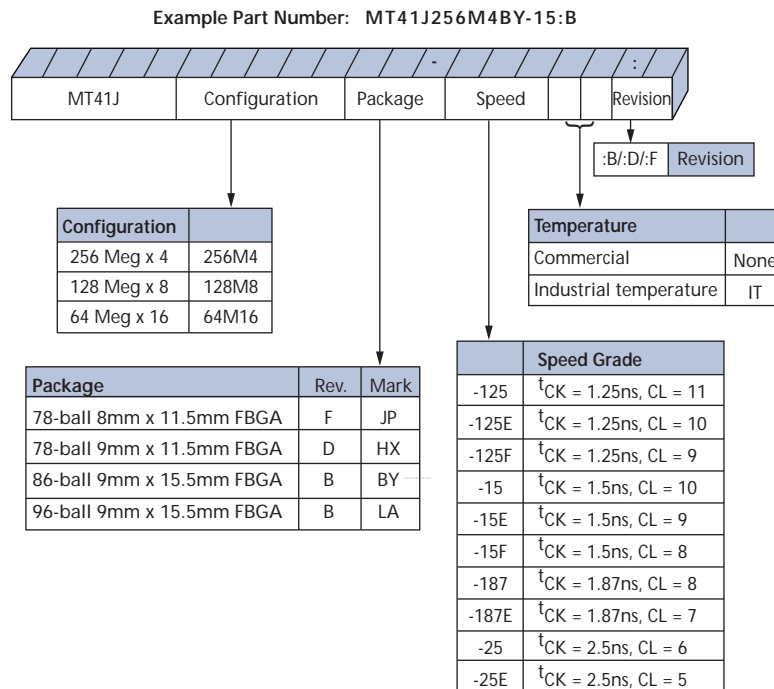 Example Part Number: MT41J256M4BY-15:B
- :
MT41J Configuration Package Speed Revision
:B/:D/:F Revision
Configuration
256 Meg x 4 256M4
128 Meg x 8 128M8
64 Meg x 16 64M16
Temperature
Commercial None
Industrial temperature IT
Package Rev. Mark
78-ball 8mm x 11.5mm FBGA F JP
78-ball 9mm x 11.5mm FBGA D HX
86-ball 9mm x 15.5mm FBGA B BY
96-ball 9mm x 15.5mm FBGA B LA
Speed Grade
-125 tCK = 1.25ns, CL = 11
-125E tCK = 1.25ns, CL = 10
-125F tCK = 1.25ns, CL = 9
-15 tCK = 1.5ns, CL = 10
-15E tCK = 1.5ns, CL = 9
-15F tCK = 1.5ns, CL = 8
-187 tCK = 1.87ns, CL = 8
-187E tCK = 1.87ns, CL = 7
-25 tCK = 2.5ns, CL = 6
-25E tCK = 2.5ns, CL = 5